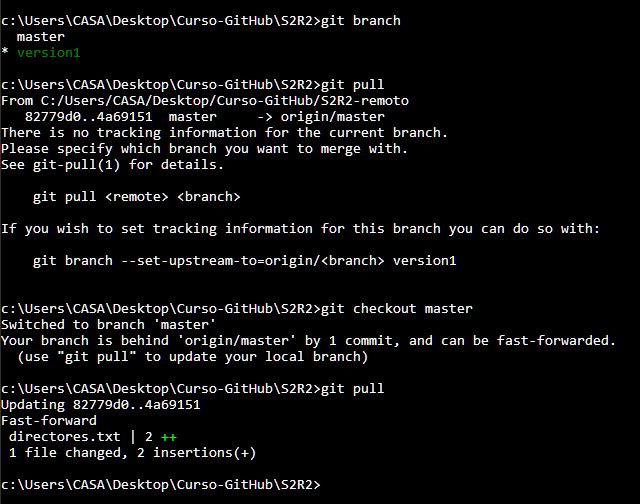 c:\Users\CASA\Desktop\Curso-GitHub\S2R2>git branch
  master
* version1

c:\Users\CASA\Desktop\Curso-GitHub\S2R2>git pull
From C:/Users/CASA/Desktop/Curso-GitHub/S2R2-remoto
   82779d0..4a69151  master     -> origin/master
There is no tracking information for the current branch.
Please specify which branch you want to merge with.
See git-pull(1) for details.

    git pull <remote> <branch>

If you wish to set tracking information for this branch you can do so with:

    git branch --set-upstream-to=origin/<branch> version1

c:\Users\CASA\Desktop\Curso-GitHub\S2R2>git checkout master
Switched to branch 'master'
Your branch is behind 'origin/master' by 1 commit, and can be fast-forwarded.
  (use "git pull" to update your local branch)

c:\Users\CASA\Desktop\Curso-GitHub\S2R2>git pull
Updating 82779d0..4a69151
Fast-forward
 directores.txt | 2 ++
 1 file changed, 2 insertions(+)

c:\Users\CASA\Desktop\Curso-GitHub\S2R2>